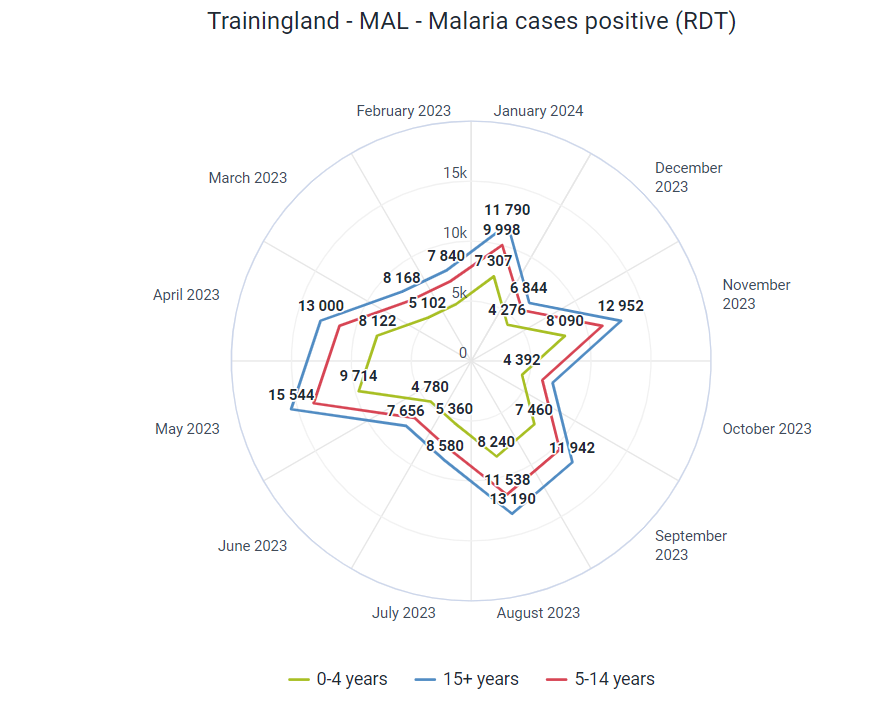 Trainingland - MAL - Malaria cases positive (RDT)
February 2023
January 2024
March 2023
December
2023
15k
11 790
10k
9 998
7 840
7 307
8 168
5k
6 844
5 102
4 276
April 2023
November
2023
13 000
12 952
8 122
8 090
0
4 392
9 714
4 780
15 544
7 656
5 360
7 460
May 2023
October 2023
8 580
8 240
11 942
11 538
13 190
June 2023
September
2023
July 2023
August 2023
0-4 years
15+ years
5-14 years